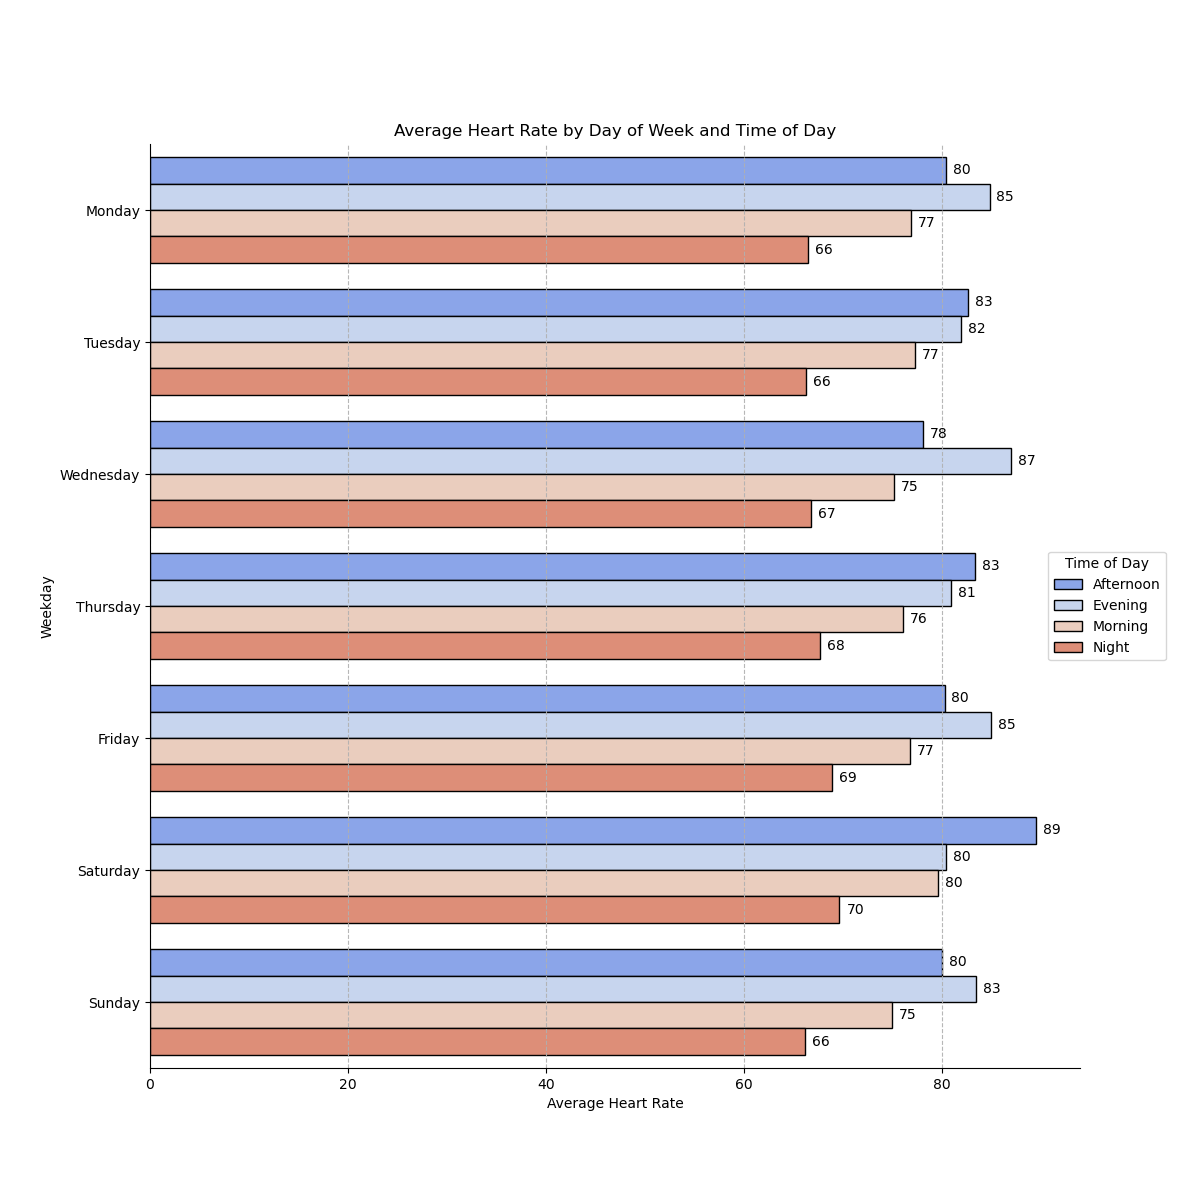 Average Heart Rate by Day of Week and Time of Day
Monday
80
85
77
66
Tuesday
83
82
77
66
Wednesday
78
87
75
67
Thursday
83
81
76
68
Friday
80
85
77
69
Saturday
89
80
80
70
Sunday
80
83
75
66
Weekday
0 20 40 60 80
Average Heart Rate
Time of Day
Afternoon
Evening
Morning
Night